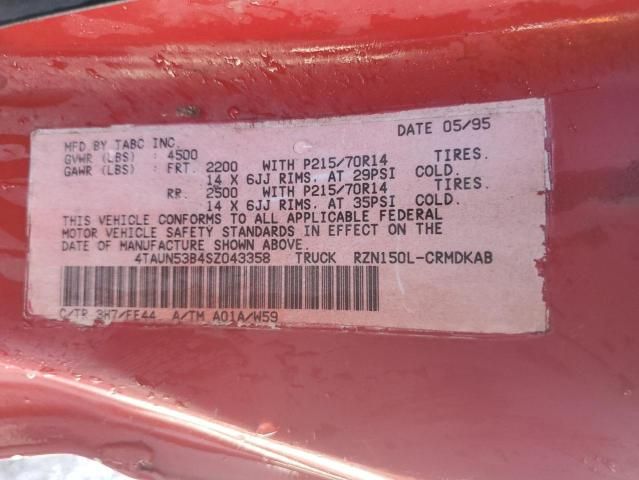 DATE 05/95
MFD BY TABC INC.
GVWR (LBS) : 4500
GAWR (LBS) : FRT. 2200 WITH P215/70R14 TIRES.
14 X 6JJ RIMS. AT 29PSI COLD.
RR. 2500 WITH P215/70R14 TIRES.
14 X 6JJ RIMS. AT 35PSI COLD.
THIS VEHICLE CONFORMS TO ALL APPLICABLE FEDERAL
MOTOR VEHICLE SAFETY STANDARDS IN EFFECT ON THE
DATE OF MANUFACTURE SHOWN ABOVE.
4TAUN53B4SZ043358 TRUCK RZN150L-CRMDKAB
C/TR 3H7/FE44 A/TM A01A/W59